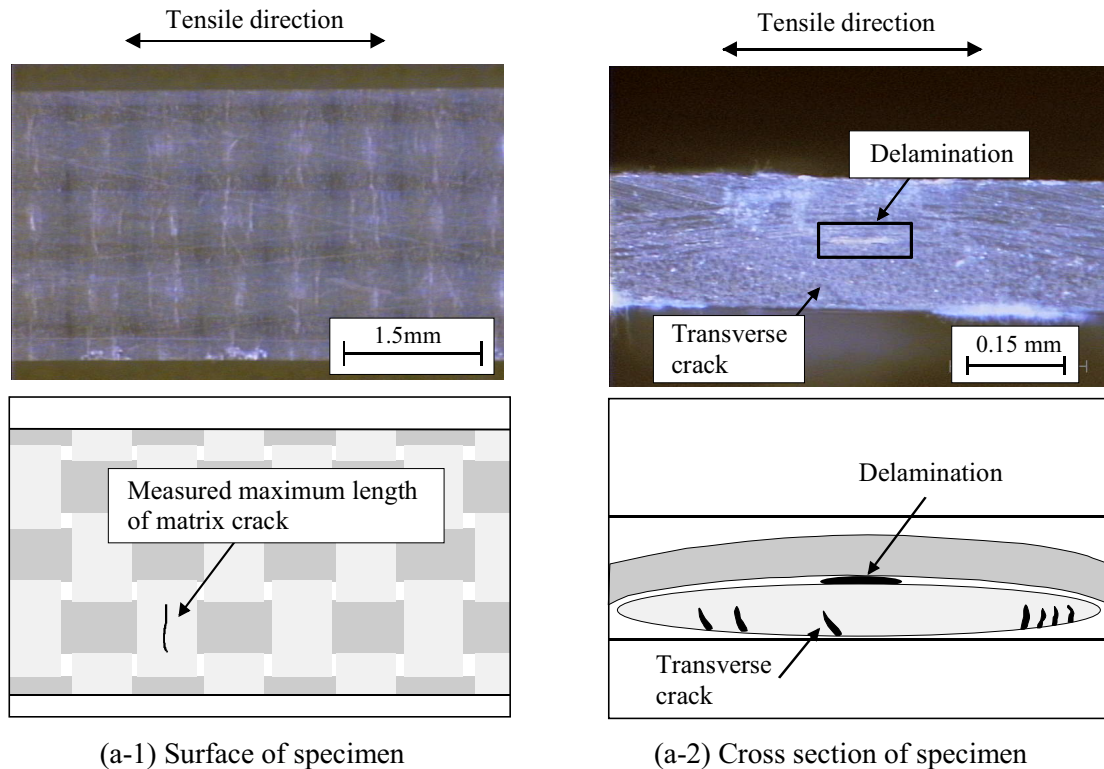 Tensile direction
1.5mm
Measured maximum length
of matrix crack
(a-1) Surface of specimen
Tensile direction
Delamination
Transverse
crack
0.15 mm
Delamination
Transverse
crack
(a-2) Cross section of specimen